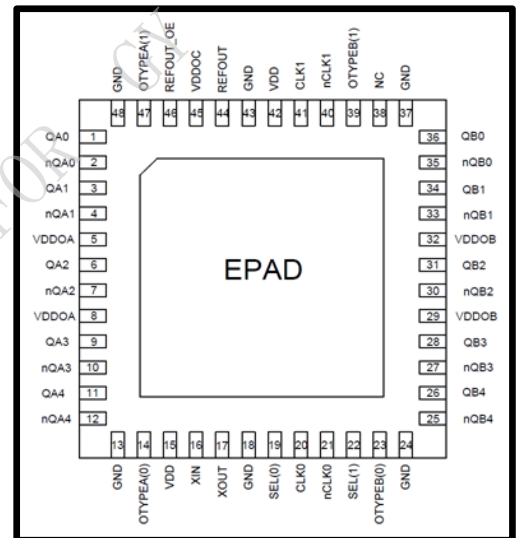 GND OTYPEA(1) REFOUT_OE VDDOC REFOUT GND VDD CLK1 nCLK1 OTYPEB(1) NC GND
48 47 46 45 44 43 42 41 40 39 38 37
QA0 1 36 QB0
nQA0 2 35 nQB0
QA1 3 34 QB1
nQA1 4 33 nQB1
VDDOA 5 32 VDDOB
QA2 6 31 QB2
nQA2 7 30 nQB2
VDDOA 8 29 VDDOB
QA3 9 28 QB3
nQA3 10 27 nQB3
QA4 11 26 QB4
nQA4 12 25 nQB4
EPAD
13 14 15 16 17 18 19 20 21 22 23 24
GND OTYPEA(0) VDD XIN XOUT GND SEL(0) CLK0 nCLK0 SEL(1) OTYPEB(0) GND
FOR GY